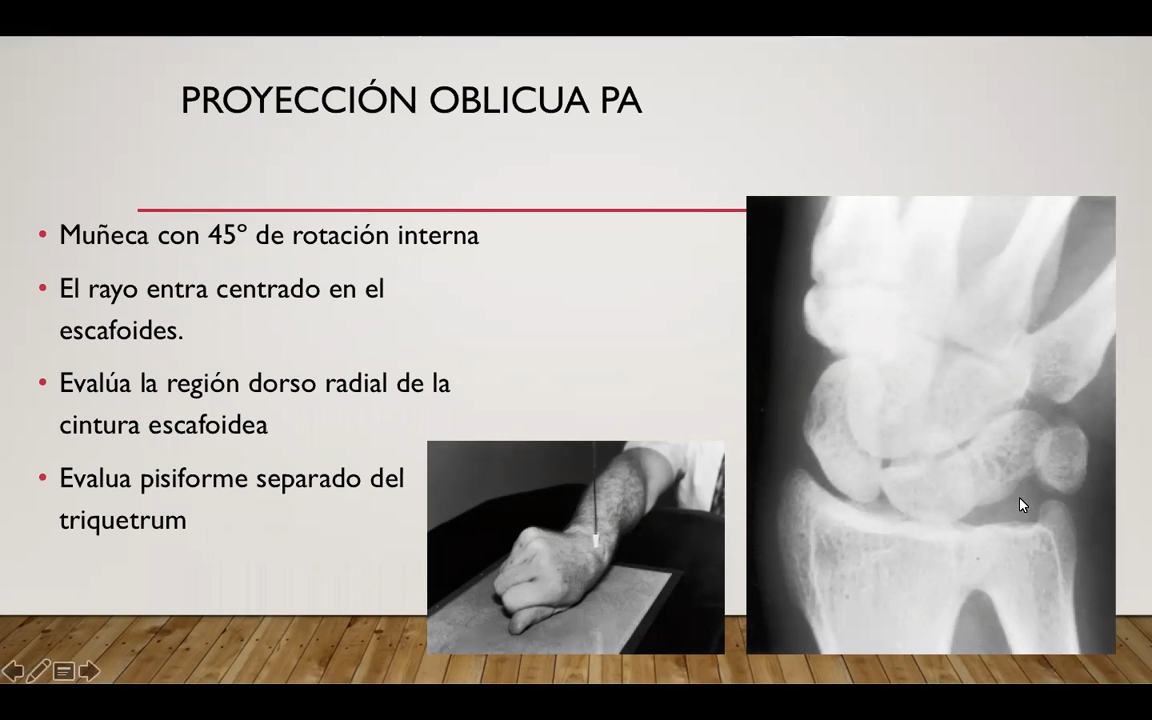 PROYECCIÓN OBLICUA PA
• Muñeca con 45º de rotación interna
• El rayo entra centrado en el
escafoides.
• Evalúa la región dorso radial de la
cintura escafoidea
• Evalua pisiforme separado del
triquetrum